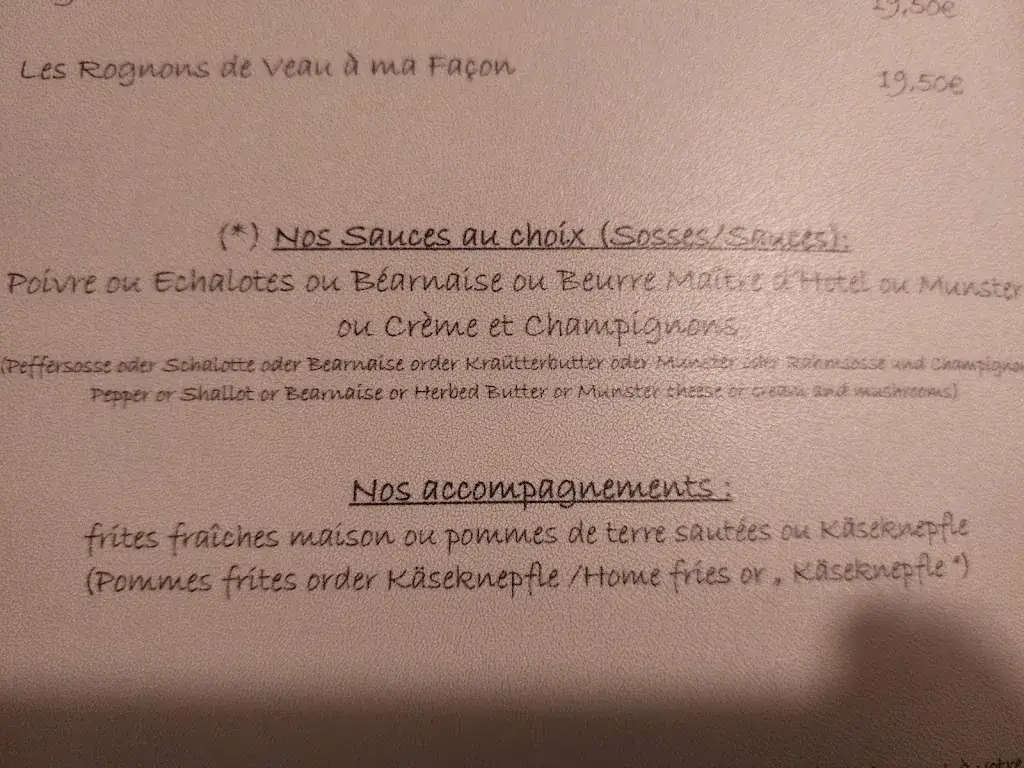 19,50€
Les Rognons de Veau à ma Façon 19,50€
(*) Nos Sauces au choix (Sosses/Sauces):
Poivre ou Echalotes ou Béarnaise ou Beurre Maître d'Hotel ou Munster
ou Crème et Champignons
(Peffersosse oder Schalotte oder Bearnaise order Kraütterbutter oder Munster oder Rahmsosse und Champigno
Pepper or Shallot or Bearnaise or Herbed Butter or Munster cheese or cream and mushrooms)
Nos accompagnements :
frites fraîches maison ou pommes de terre sautées ou Käseknepfle
(Pommes frites order Käseknepfle /Home fries or „ Käseknepfle “)